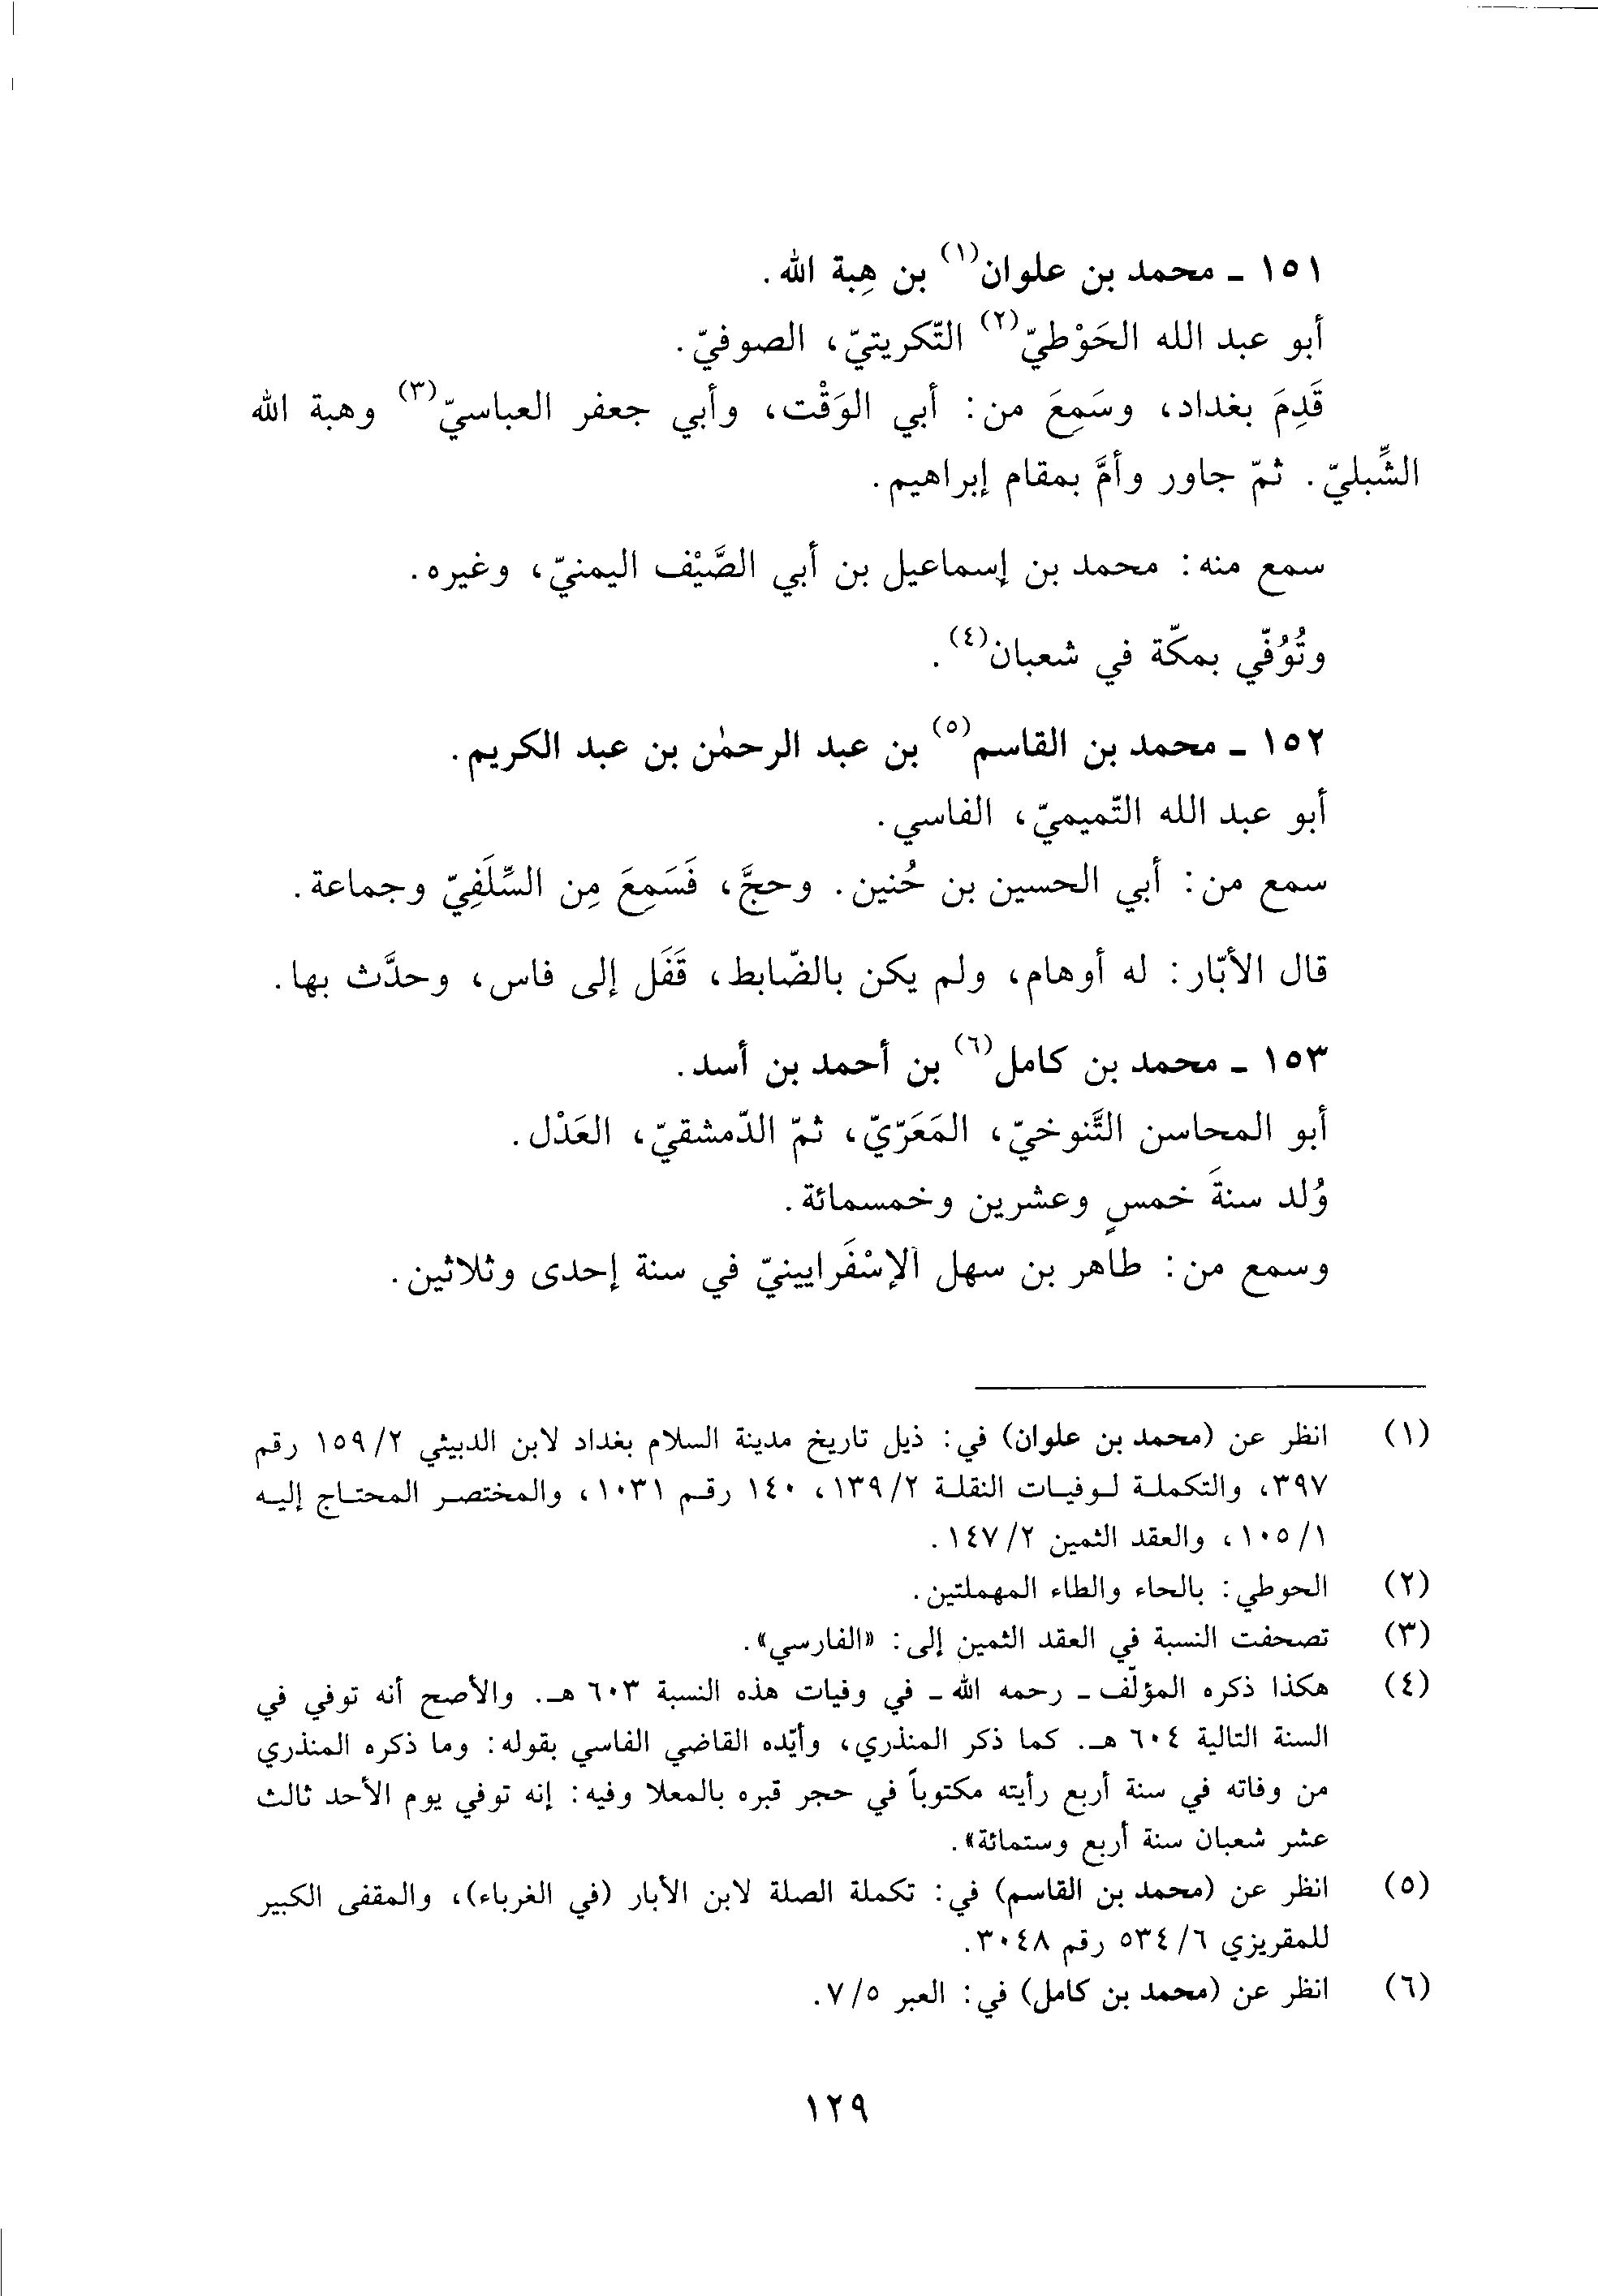 ١٥١ ـ محمد بن علوان(١) بن هِبة الله.
أبو عبد الله الحَوْطيّ(٢) التّكريتيّ، الصوفيّ.
قَدِمَ بغداد، وسَمِعَ من: أبي الوَقْت، وأبي جعفر العباسيّ(٣) وهبة الله
الشِّبليّ. ثمّ جاور وأمَّ بمقام إبراهيم.
سمع منه: محمد بن إسماعيل بن أبي الصَّيْف اليمنيّ، وغيره.
وتُوُفّي بمكّة في شعبان(٤).
١٥٢ ـ محمد بن القاسم(٥) بن عبد الرحمٰن بن عبد الكريم.
أبو عبد الله التّميميّ، الفاسي.
سمع من: أبي الحسين بن حُنين. وحجَّ، فَسَمِعَ مِن السِّلَفِيّ وجماعة.
قال الأبّار: له أوهام، ولم يكن بالضّابط، قَفَل إلى فاس، وحدَّث بها.
١٥٣ ـ محمد بن كامل(٦) بن أحمد بن أسد.
أبو المحاسن التَّنوخيّ، المَعَرّيّ، ثمّ الدّمشقيّ، العَدْل.
وُلد سنةَ خمسٍ وعشرين وخمسمائة.
وسمع من: طاهر بن سهل الإسْفَرايينيّ في سنة إحدى وثلاثين.
(١) انظر عن (محمد بن علوان) في: ذيل تاريخ مدينة السلام بغداد لابن الدبيثي ١٥٩/٢ رقم
٣٩٧، والتكملة لوفيات النقلة ١٣٩/٢، ١٤٠ رقم ١٠٣١، والمختصر المحتاج إليه
١٠٥/١، والعقد الثمين ١٤٧/٢.
(٢) الحوطي: بالحاء والطاء المهملتين.
(٣) تصحفت النسبة في العقد الثمين إلى: «الفارسي».
(٤) هكذا ذكره المؤلّف ـ رحمه الله ـ في وفيات هذه النسبة ٦٠٣ هـ. والأصح أنه توفي في
السنة التالية ٦٠٤ هـ. كما ذكر المنذري، وأيّده القاضي الفاسي بقوله: وما ذكره المنذري
من وفاته في سنة أربع رأيته مكتوباً في حجر قبره بالمعلا وفيه: إنه توفي يوم الأحد ثالث
عشر شعبان سنة أربع وستمائة».
(٥) انظر عن (محمد بن القاسم) في: تكملة الصلة لابن الأبار (في الغرباء)، والمقفى الكبير
للمقريزي ٥٣٤/٦ رقم ٣٠٤٨.
(٦) انظر عن (محمد بن كامل) في: العبر ٧/٥.
١٢٩